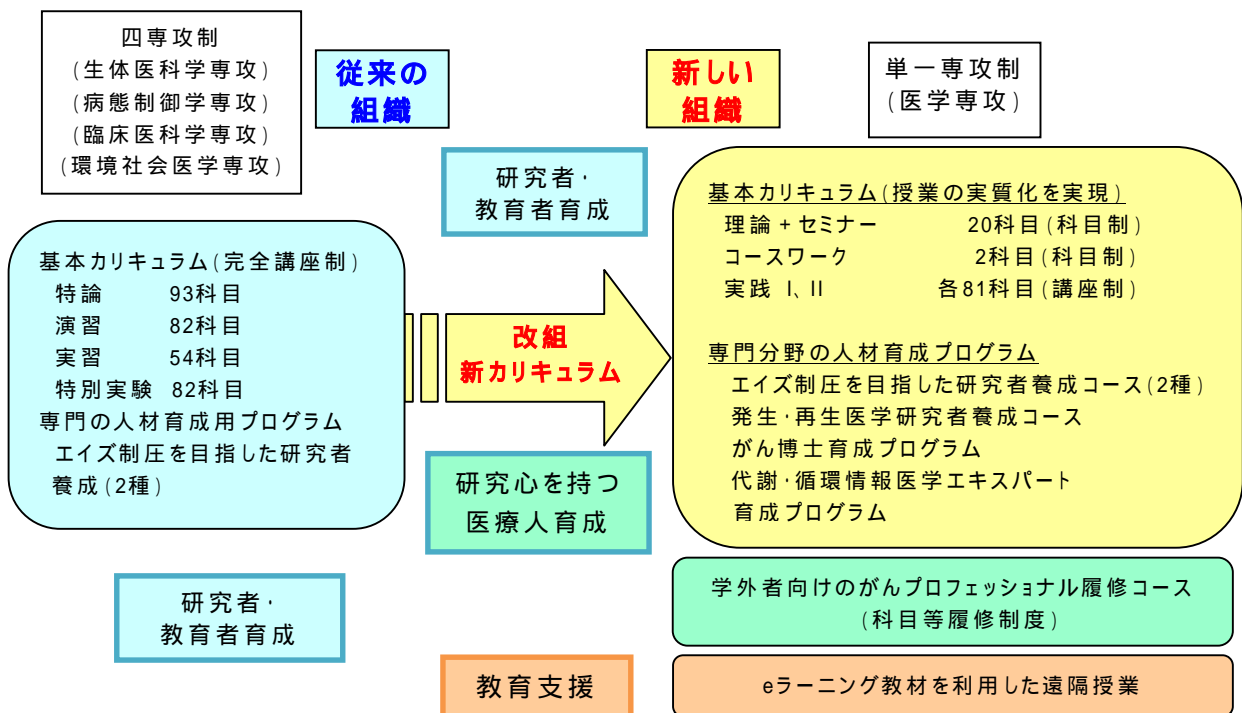 四専攻制
(生体医科学専攻)
(病態制御学専攻)
(臨床医科学専攻)
(環境社会医学専攻)
従来の
組織
基本カリキュラム(完全講座制)
特論 93科目
演習 82科目
実習 54科目
特別実験 82科目
専門の人材育成用プログラム
エイズ制圧を目指した研究者
養成(2種)
研究者・
教育者育成
研究者・
教育者育成
改組
新カリキュラム
研究心を持つ
医療人育成
教育支援
新しい
組織
単一専攻制
(医学専攻)
基本カリキュラム(授業の実質化を実現)
理論+セミナー 20科目(科目制)
コースワーク 2科目(科目制)
実践 I、II 各81科目(講座制)
専門分野の人材育成プログラム
エイズ制圧を目指した研究者養成コース(2種)
発生・再生医学研究者養成コース
がん博士育成プログラム
代謝・循環情報医学エキスパート
育成プログラム
学外者向けのがんプロフェッショナル履修コース
(科目等履修制度)
eラーニング教材を利用した遠隔授業